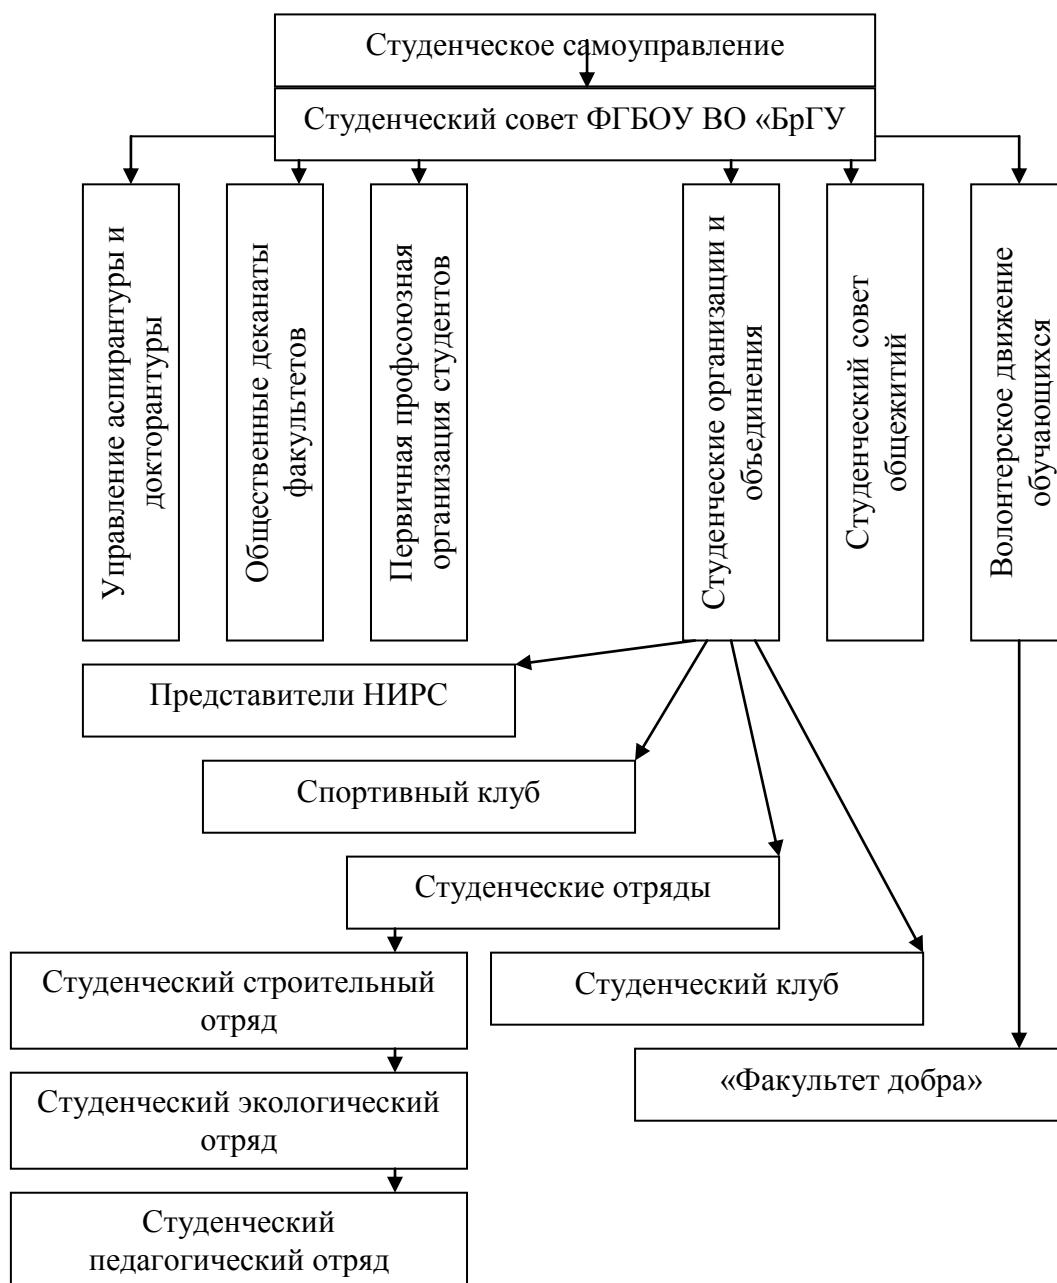 Студенческое самоуправление
Студенческий совет ФГБОУ ВО «БрГУ
Управление аспирантуры и
докторантуры
Общественные деканаты
факультетов
Первичная профсоюзная
организация студентов
Студенческие организации и
объединения
Студенческий совет
общежитий
Волонтерское движение
обучающихся
Представители НИРС
Спортивный клуб
Студенческие отряды
Студенческий строительный
отряд
Студенческий клуб
Студенческий экологический
отряд
«Факультет добра»
Студенческий
педагогический отряд